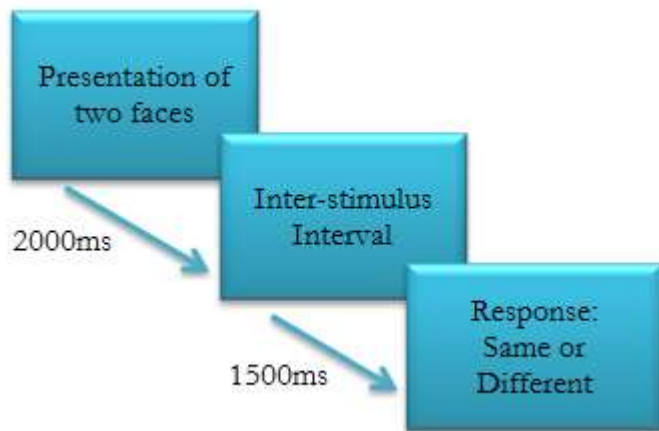 Presentation of
two faces
2000ms
Inter-stimulus
Interval
1500ms
Response:
Same or
Different